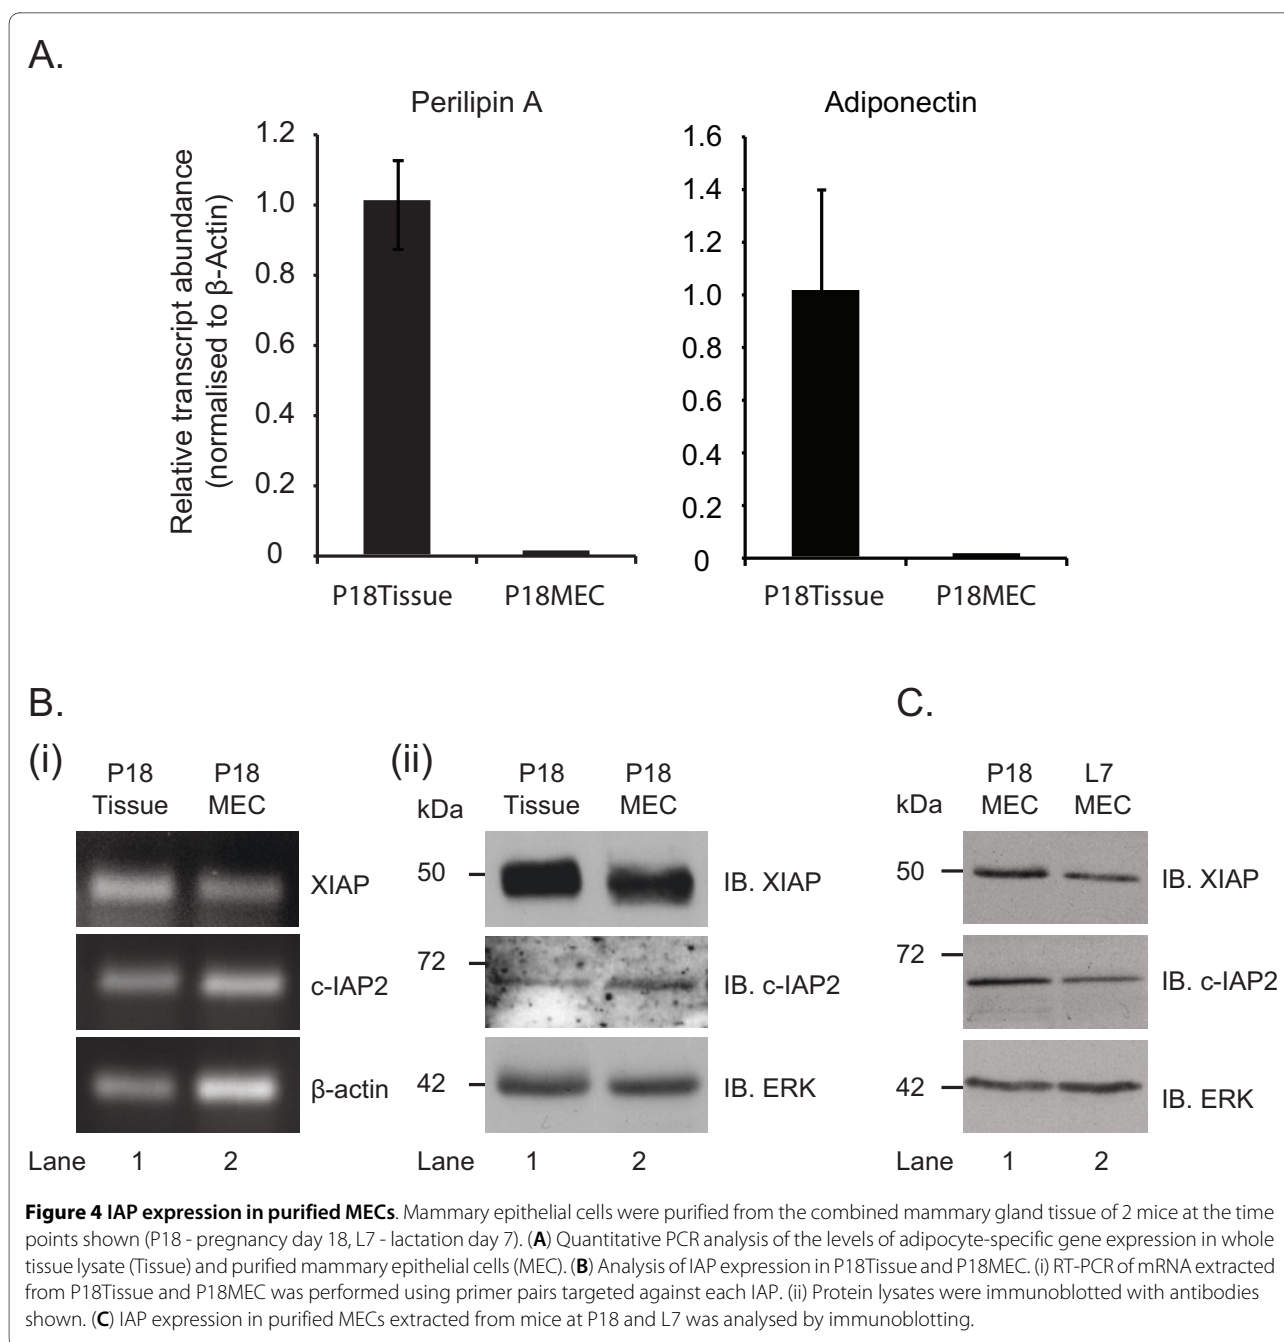 A.
Perilipin A
Adiponectin
Relative transcript abundance
(normalised to β-Actin)
1.2
1.0
0.8
0.6
0.4
0.2
0
P18Tissue P18MEC
1.6
1.4
1.2
1.0
0.8
0.6
0.4
0.2
0
P18Tissue P18MEC
B.
(i)
P18 P18
Tissue MEC
XIAP
c-IAP2
β-actin
Lane 1 2
(ii)
P18 P18
kDa Tissue MEC
50 IB. XIAP
72 IB. c-IAP2
42 IB. ERK
Lane 1 2
C.
P18 L7
kDa MEC MEC
50 IB. XIAP
72 IB. c-IAP2
42 IB. ERK
Lane 1 2
Figure 4 IAP expression in purified MECs. Mammary epithelial cells were purified from the combined mammary gland tissue of 2 mice at the time
points shown (P18 - pregnancy day 18, L7 - lactation day 7). (A) Quantitative PCR analysis of the levels of adipocyte-specific gene expression in whole
tissue lysate (Tissue) and purified mammary epithelial cells (MEC). (B) Analysis of IAP expression in P18Tissue and P18MEC. (i) RT-PCR of mRNA extracted
from P18Tissue and P18MEC was performed using primer pairs targeted against each IAP. (ii) Protein lysates were immunoblotted with antibodies
shown. (C) IAP expression in purified MECs extracted from mice at P18 and L7 was analysed by immunoblotting.